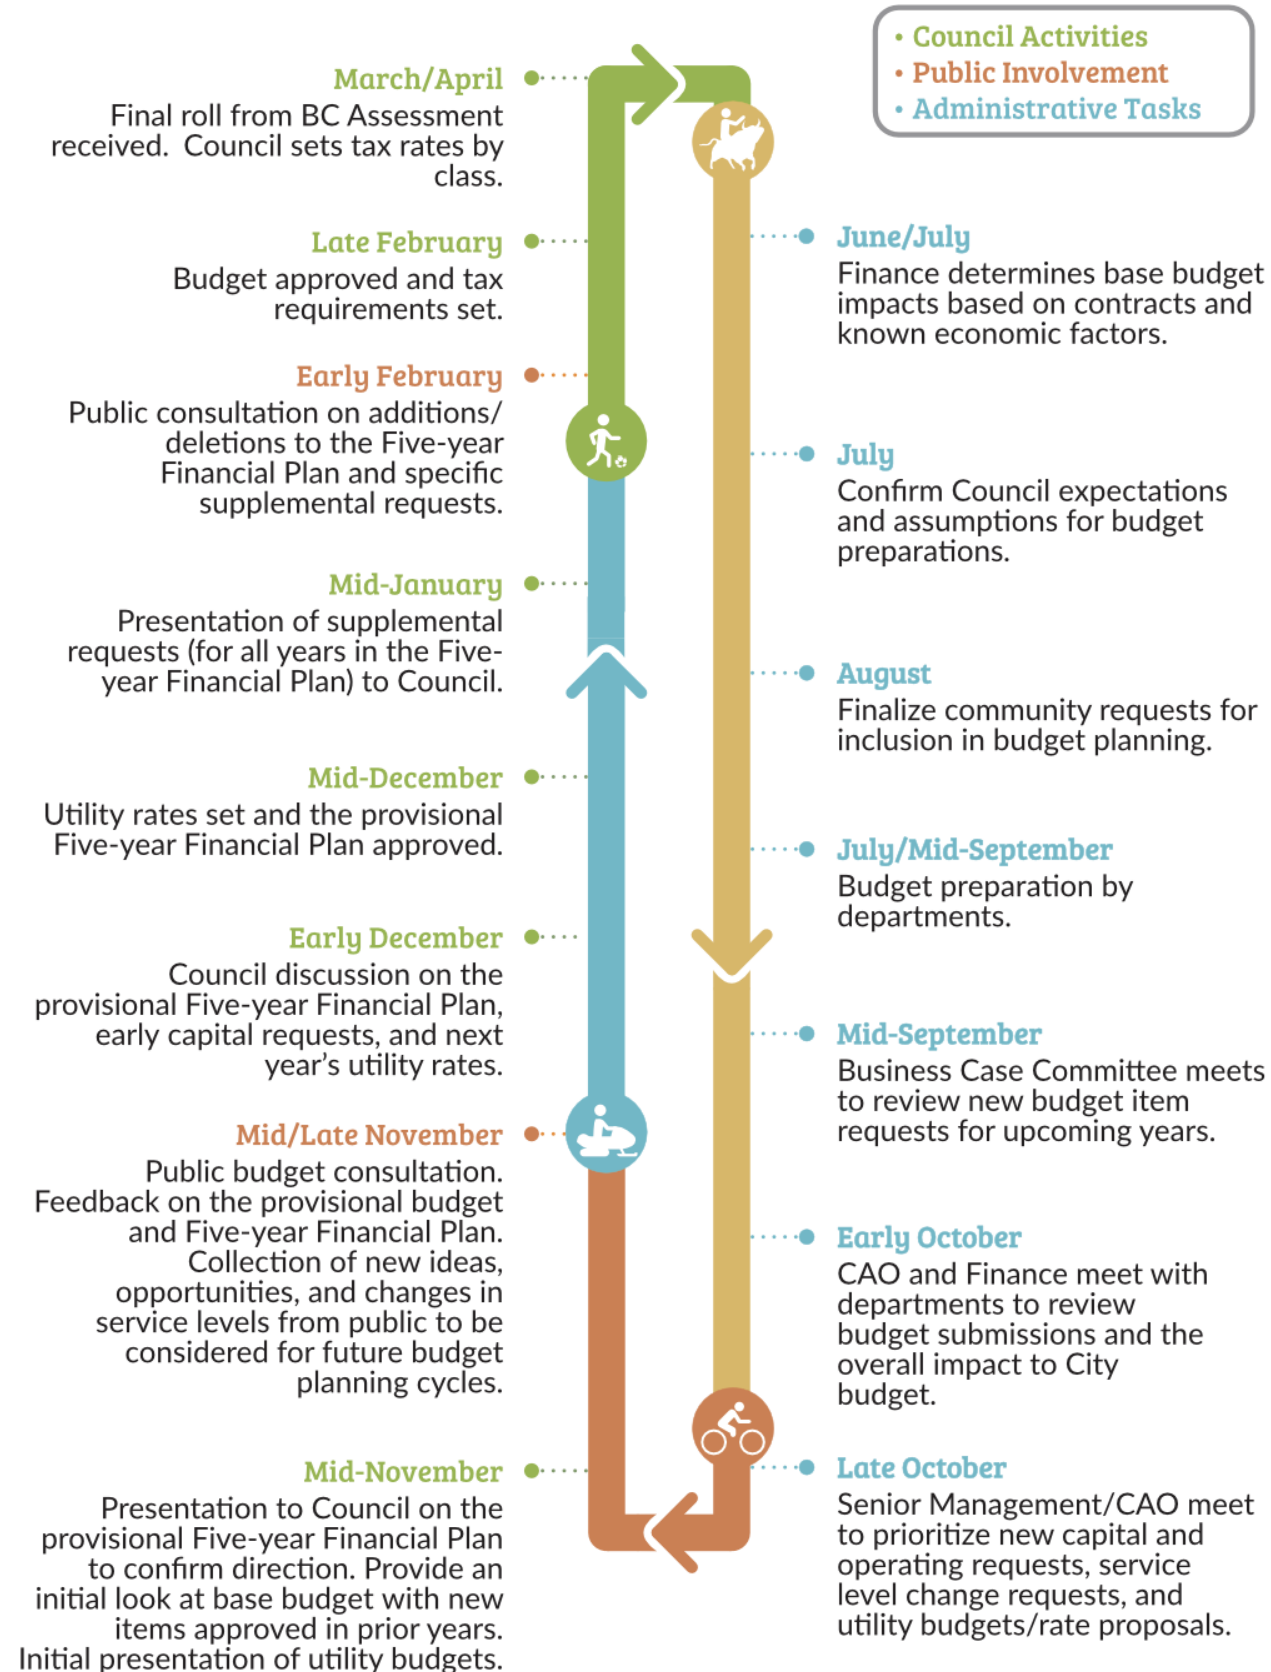 • Council Activities
• Public Involvement
• Administrative Tasks
March/April
Final roll from BC Assessment
received.  Council sets tax rates by
class.
Late February
Budget approved and tax
requirements set.
Early February
Public consultation on additions/
deletions to the Five-year
Financial Plan and specific
supplemental requests.
Mid-January
Presentation of supplemental
requests (for all years in the Five-
year Financial Plan) to Council.
Mid-December
Utility rates set and the provisional
Five-year Financial Plan approved.
Early December
Council discussion on the
provisional Five-year Financial Plan,
early capital requests, and next
year’s utility rates.
Mid/Late November
Public budget consultation.
Feedback on the provisional budget
and Five-year Financial Plan.
Collection of new ideas,
opportunities, and changes in
service levels from public to be
considered for future budget
planning cycles.
Mid-November
Presentation to Council on the
provisional Five-year Financial Plan
to confirm direction. Provide an
initial look at base budget with new
items approved in prior years.
Initial presentation of utility budgets.
June/July
Finance determines base budget
impacts based on contracts and
known economic factors.
July
Confirm Council expectations
and assumptions for budget
preparations.
August
Finalize community requests for
inclusion in budget planning.
July/Mid-September
Budget preparation by
departments.
Mid-September
Business Case Committee meets
to review new budget item
requests for upcoming years.
Early October
CAO and Finance meet with
departments to review
budget submissions and the
overall impact to City
budget.
Late October
Senior Management/CAO meet
to prioritize new capital and
operating requests, service
level change requests, and
utility budgets/rate proposals.